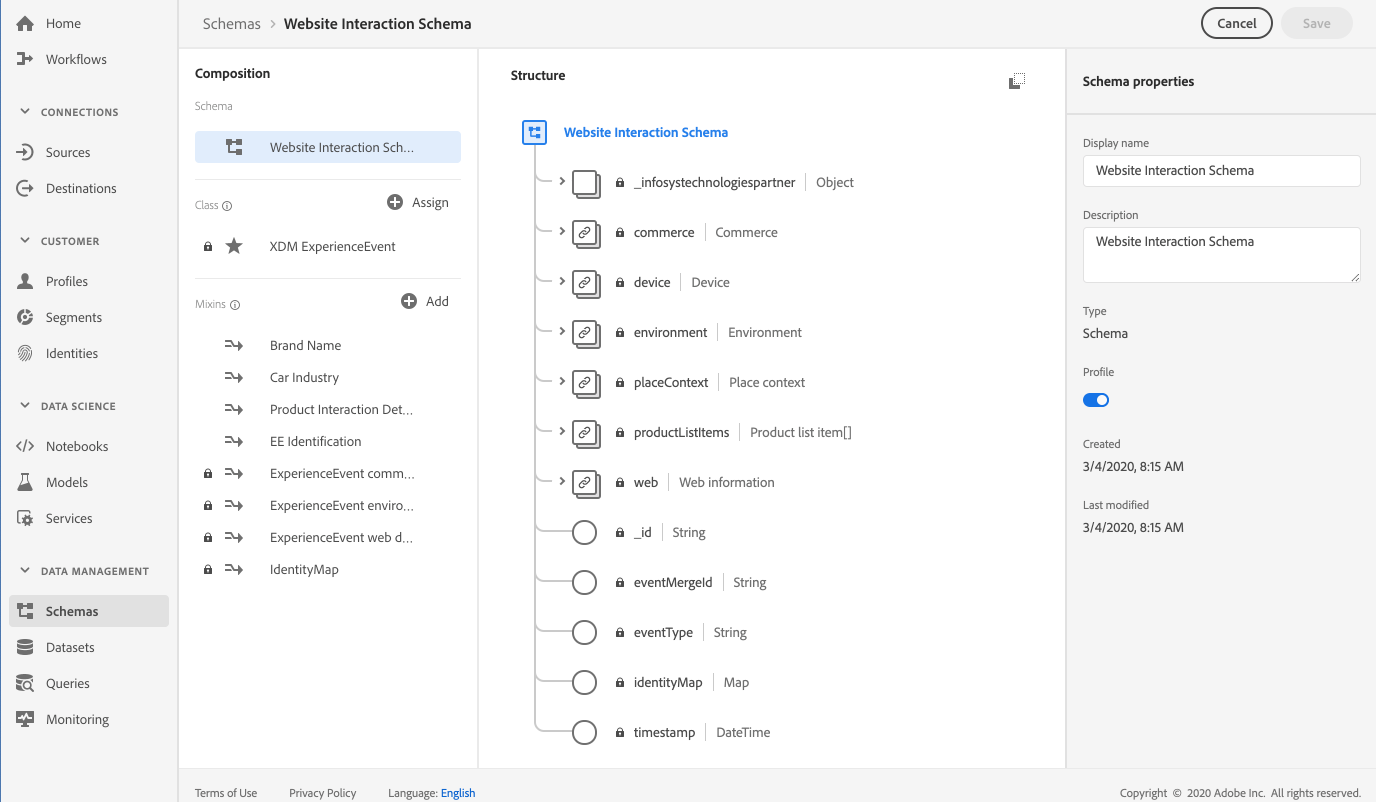 Home
Workflows
CONNECTIONS
Sources
Destinations
CUSTOMER
Profiles
Segments
Identities
DATA SCIENCE
Notebooks
Models
Services
DATA MANAGEMENT
Schemas
Datasets
Queries
Monitoring
Schemas > Website Interaction Schema
Cancel
Save
Composition
Schema
Website Interaction Sch...
Class
Assign
XDM ExperienceEvent
Mixins
Add
Brand Name
Car Industry
Product Interaction Det...
EE Identification
ExperienceEvent comm...
ExperienceEvent enviro...
ExperienceEvent web d...
IdentityMap
Structure
Website Interaction Schema
_infosystechnologiespartner | Object
commerce | Commerce
device | Device
environment | Environment
placeContext | Place context
productListItems | Product list item[]
web | Web information
_id | String
eventMergeId | String
eventType | String
identityMap | Map
timestamp | DateTime
Schema properties
Display name
Website Interaction Schema
Description
Website Interaction Schema
Type
Schema
Profile
Created
3/4/2020, 8:15 AM
Last modified
3/4/2020, 8:15 AM
Terms of Use Privacy Policy Language: English Copyright © 2020 Adobe Inc. All rights reserved.